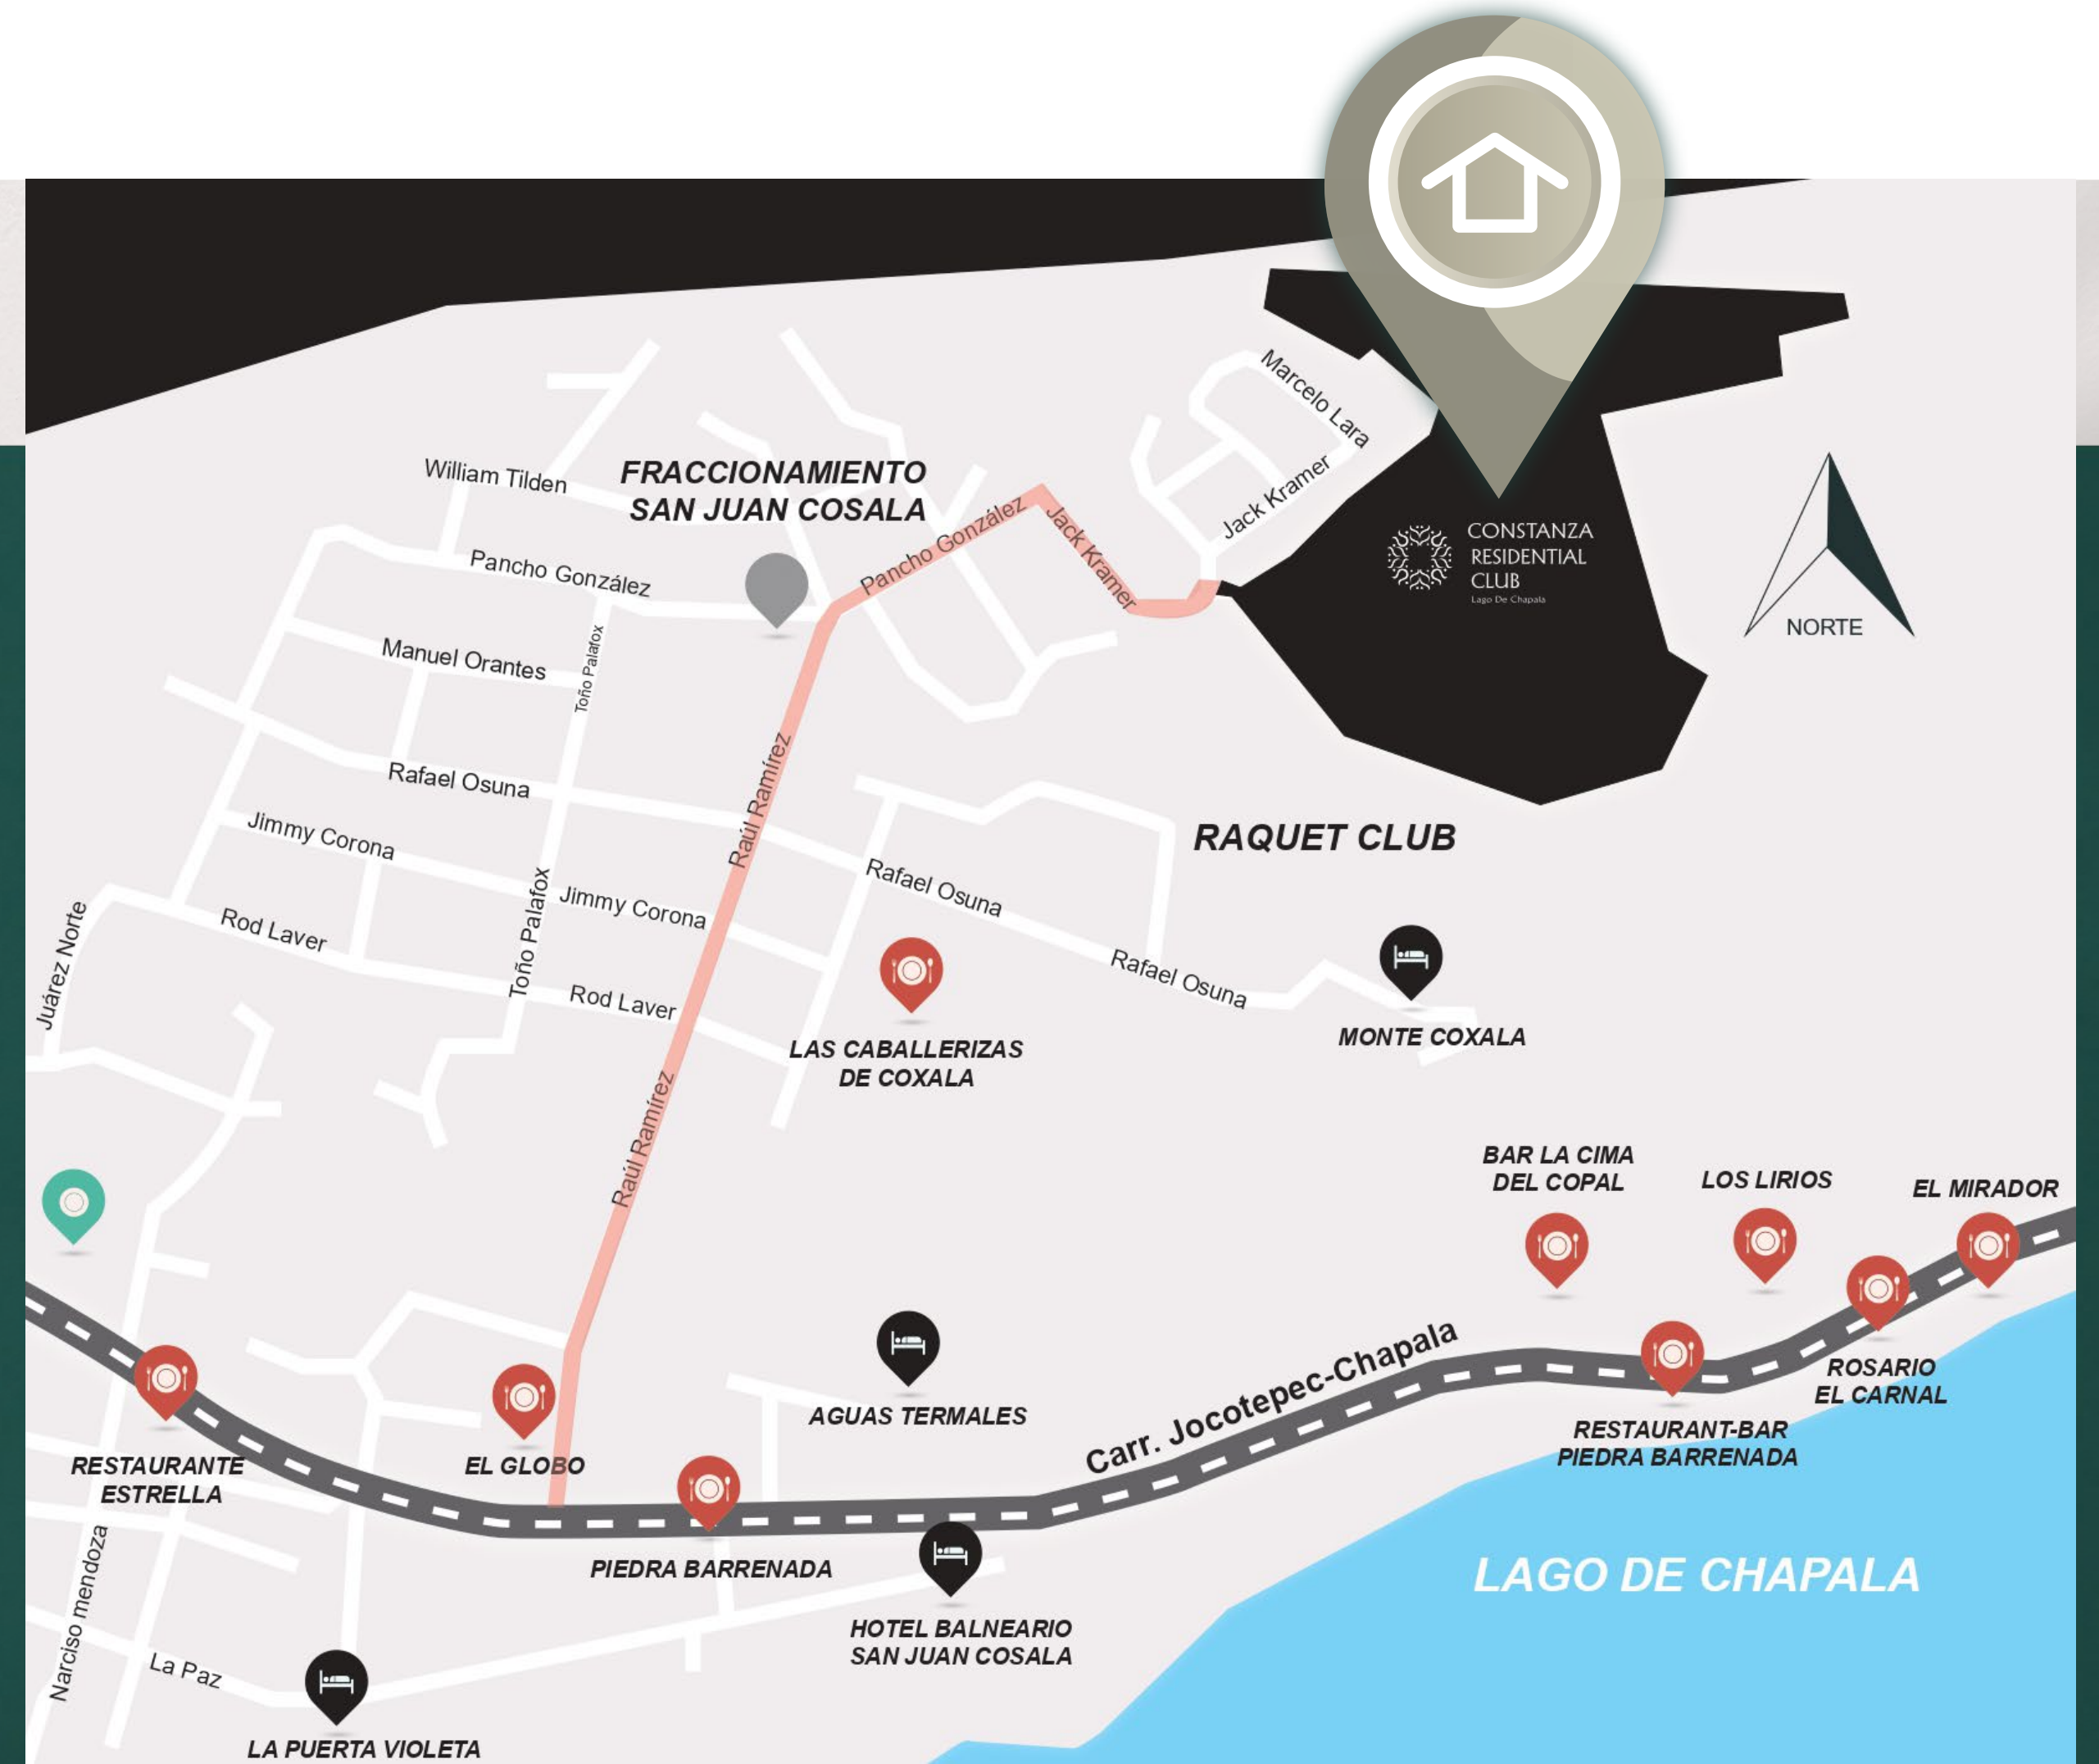 Marcelo Lara
Jack Kramer
William Tilden
FRACCIONAMIENTO
SAN JUAN COSALA
Pancho González
Jack Kramer
CONSTANZA
RESIDENTIAL
CLUB
Lago De Chapala
NORTE
Pancho González
Manuel Orantes
Toño Palafox
Raúl Ramírez
Rafael Osuna
Jimmy Corona
RAQUET CLUB
Rafael Osuna
Jimmy Corona
Toño Palafox
Juárez Norte
Rod Laver
Rod Laver
Rafael Osuna
LAS CABALLERIZAS
DE COXALA
MONTE COXALA
Raúl Ramírez
BAR LA CIMA
DEL COPAL
LOS LIRIOS
EL MIRADOR
Carr. Jocotepec-Chapala
ROSARIO
EL CARNAL
AGUAS TERMALES
RESTAURANT-BAR
PIEDRA BARRENADA
RESTAURANTE
ESTRELLA
EL GLOBO
PIEDRA BARRENADA
LAGO DE CHAPALA
HOTEL BALNEARIO
SAN JUAN COSALA
Narciso mendoza
La Paz
LA PUERTA VIOLETA